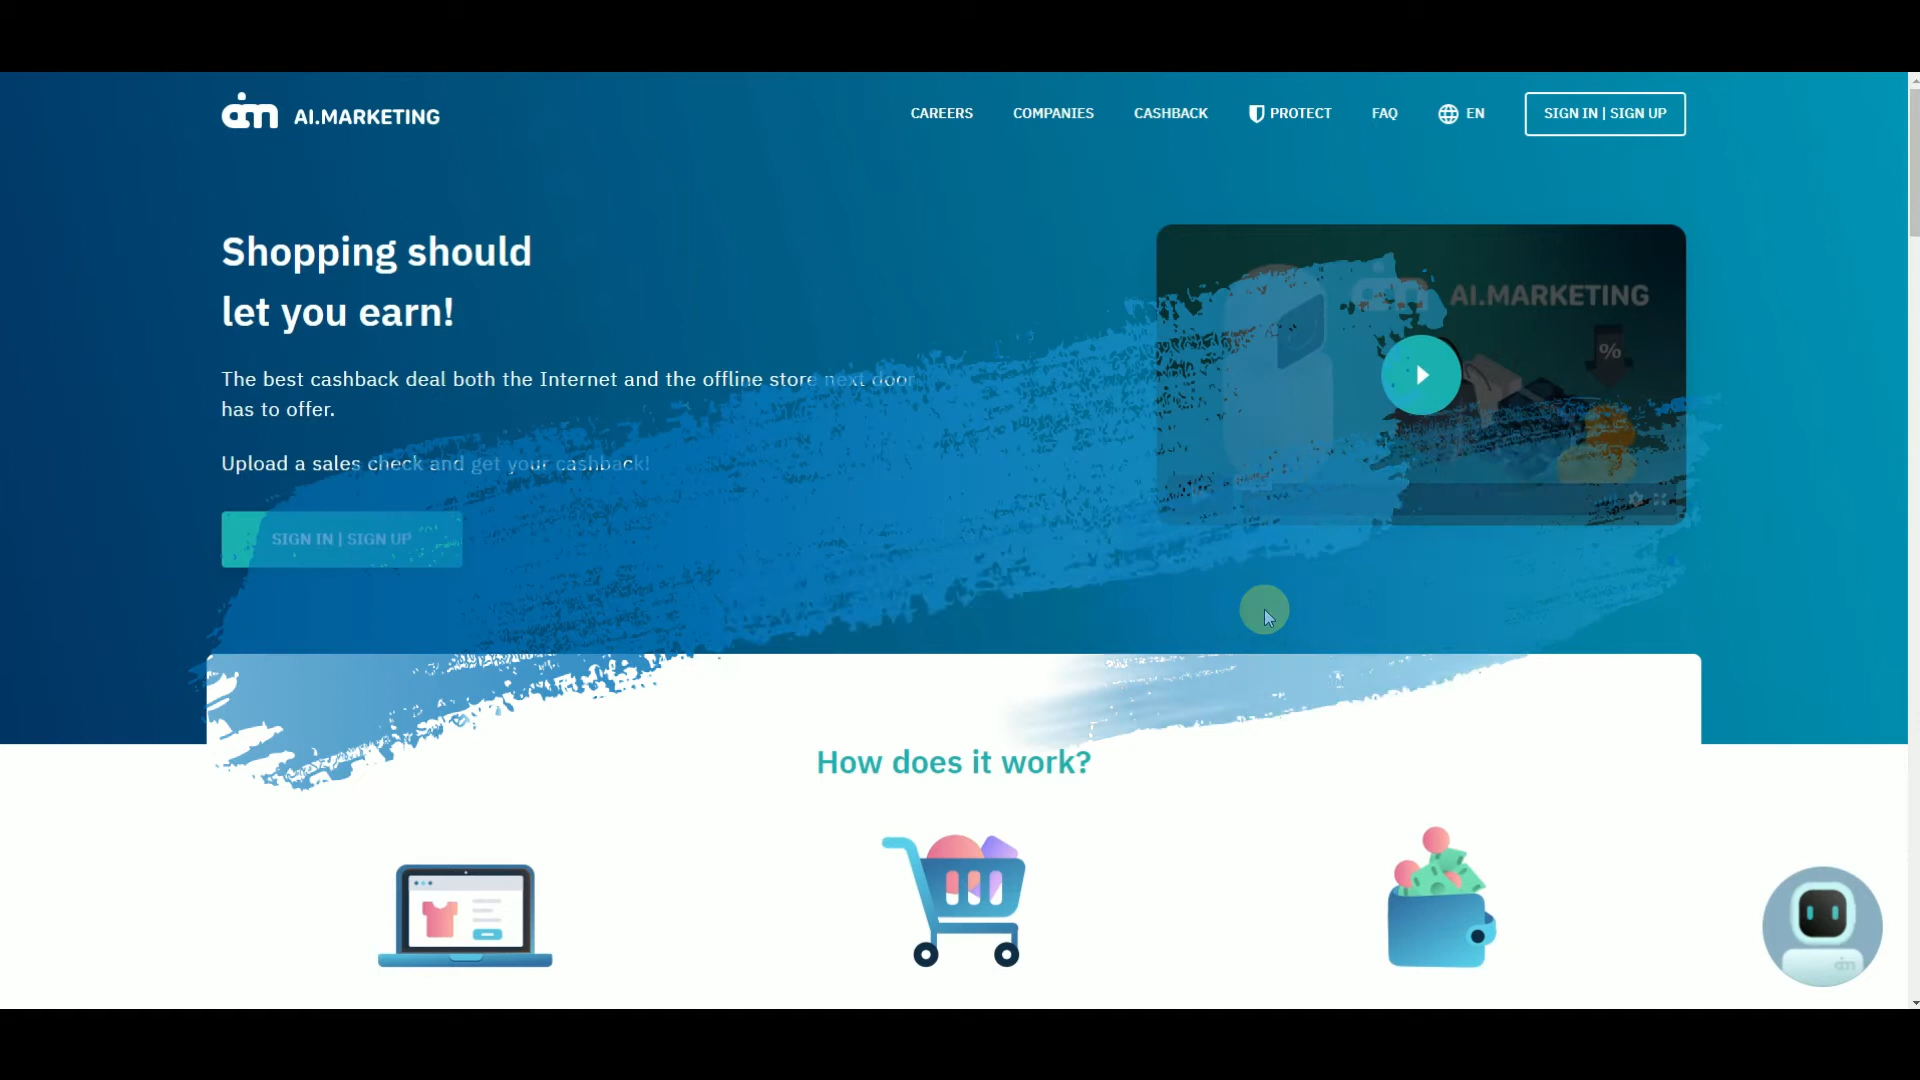 am AI.MARKETING
CAREERS COMPANIES CASHBACK PROTECT FAQ EN SIGN IN | SIGN UP
Shopping should
let you earn!
The best cashback deal both the Internet and the offline store next door
has to offer.
Upload a sales check and get your cashback!
SIGN IN | SIGN UP
AI.MARKETING
%
How does it work?